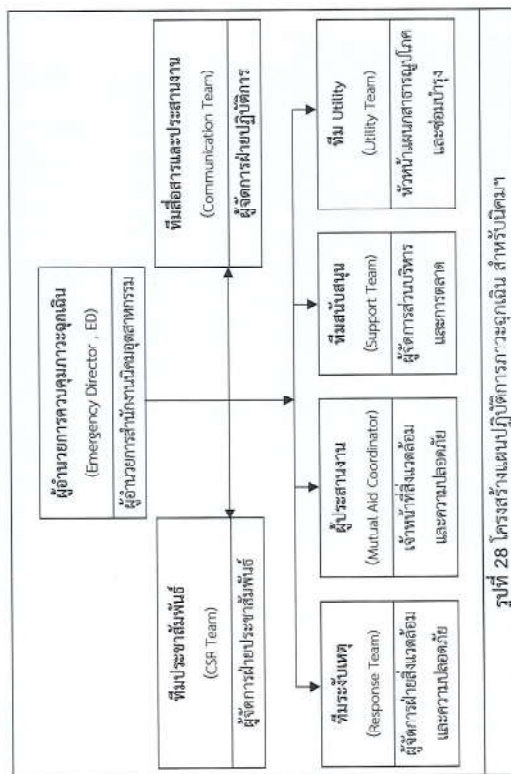 ผู้อำนวยการควบคุมภาวะฉุกเฉิน
(Emergency Director , ED)
ผู้อำนวยการสำนักงานนิคมอุตสาหกรรม
ทีมประชาสัมพันธ์
(CSR Team)
ผู้จัดการฝ่ายประชาสัมพันธ์
ทีมสื่อสารและประสานงาน
(Communication Team)
ผู้จัดการฝ่ายปฏิบัติการ
ทีมระงับเหตุ
(Response Team)
ผู้จัดการฝ่ายสิ่งแวดล้อม
และความปลอดภัย
ผู้ประสานงาน
(Mutual Aid Coordinator)
เจ้าหน้าที่สิ่งแวดล้อม
และความปลอดภัย
ทีมสนับสนุน
(Support Team)
ผู้จัดการส่วนบริหาร
และการตลาด
ทีม Utility
(Utility Team)
หัวหน้าแผนกสาธารณูปโภค
และซ่อมบำรุง
รูปที่ 28 โครงสร้างแผนปฏิบัติการภาวะฉุกเฉิน สำหรับนิคมฯ